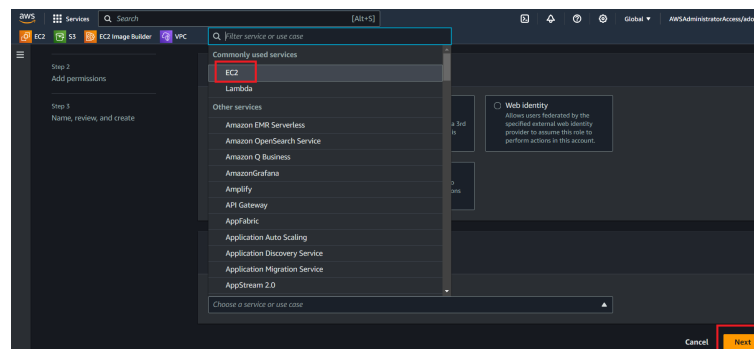 aws
Services
Search
[Alt+S]
Global
AWSAdministratorAccess/ado
EC2
S3
EC2 Image Builder
VPC
Filter service or use case
Commonly used services
EC2
Lambda
Other services
Amazon EMR Serverless
Amazon OpenSearch Service
Amazon Q Business
AmazonGrafana
Amplify
API Gateway
AppFabric
Application Auto Scaling
Application Discovery Service
Application Migration Service
AppStream 2.0
Choose a service or use case
Step 2
Add permissions
Step 3
Name, review, and create
a 3rd
Web identity
Allows users federated by the
specified external web identity
provider to assume this role to
perform actions in this account.
Cancel
Next